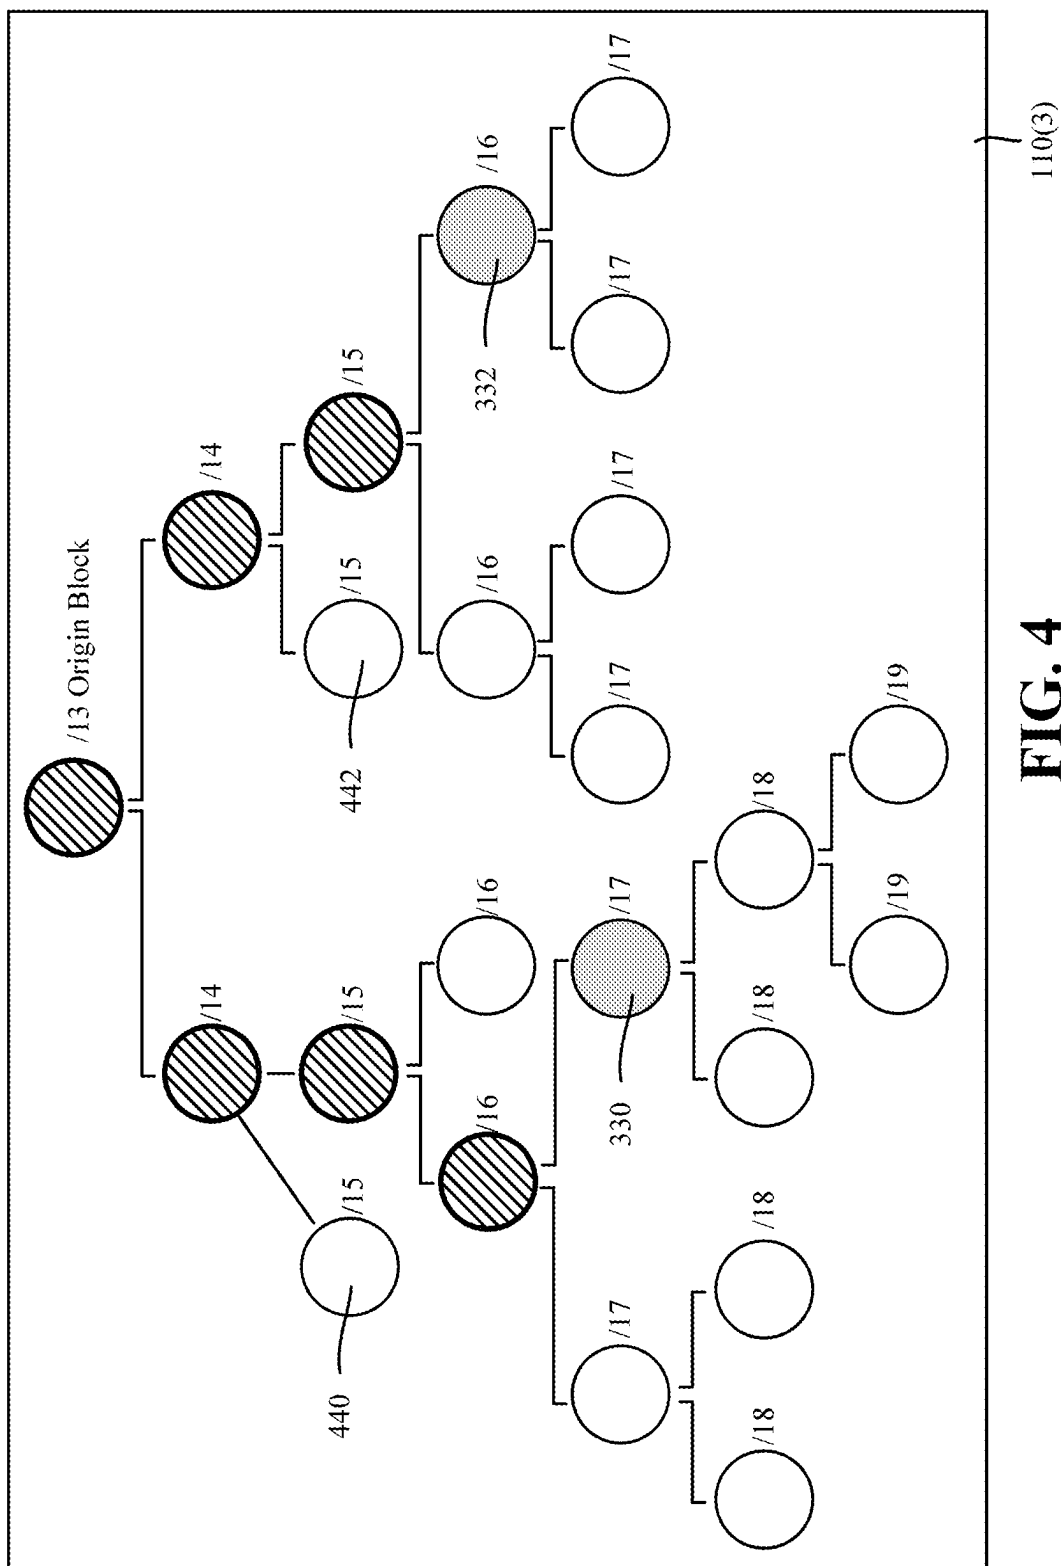 /13 Origin Block
/14 /14
440 /15 /15 442 /15 /15
/16 /16 /16 332 /16
/17 330 /17 /17 /17 /17 /17
/18 /18 /18 /18
/19 /19
110(3)
FIG. 4